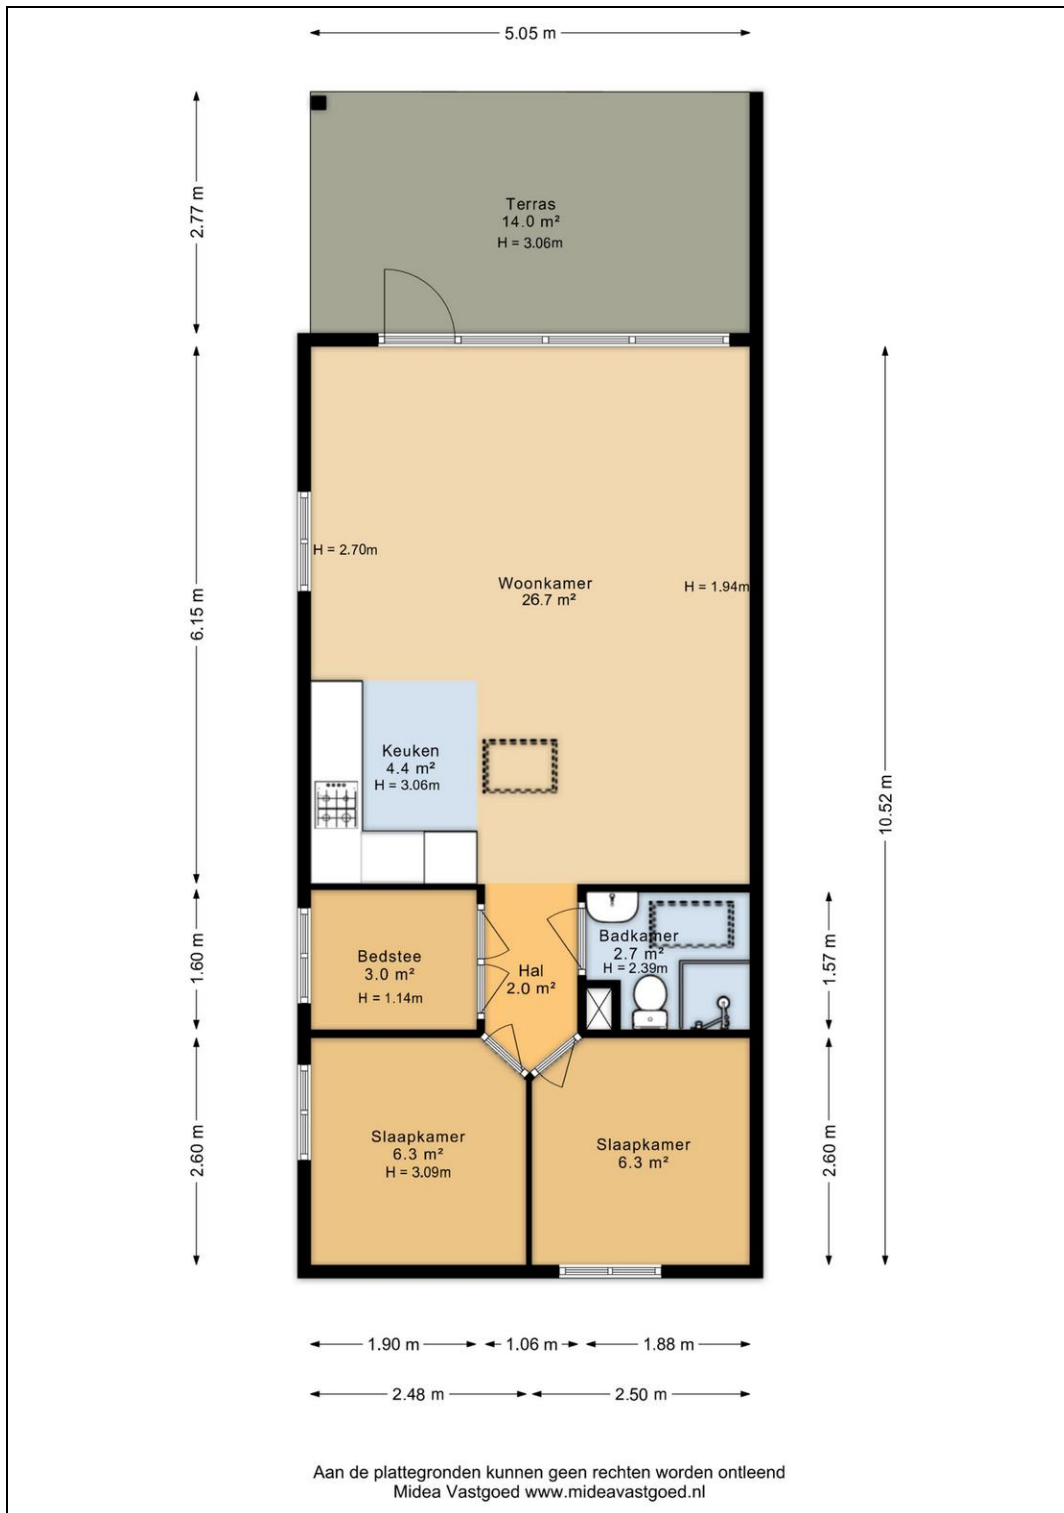 5.05 m
2.77 m
Terras
14.0 m²
H = 3.06m
H = 2.70m
Woonkamer
26.7 m²
H = 1.94m
6.15 m
Keuken
4.4 m²
H = 3.06m
10.52 m
Bedstee
3.0 m²
H = 1.14m
1.60 m
Hal
2.0 m²
Badkamer
2.7 m²
H = 2.39m
1.57 m
Slaapkamer
6.3 m²
H = 3.09m
2.60 m
Slaapkamer
6.3 m²
2.60 m
1.90 m
1.06 m
1.88 m
2.48 m
2.50 m
Aan de plattegronden kunnen geen rechten worden ontleend
Midea Vastgoed www.mideavastgoed.nl